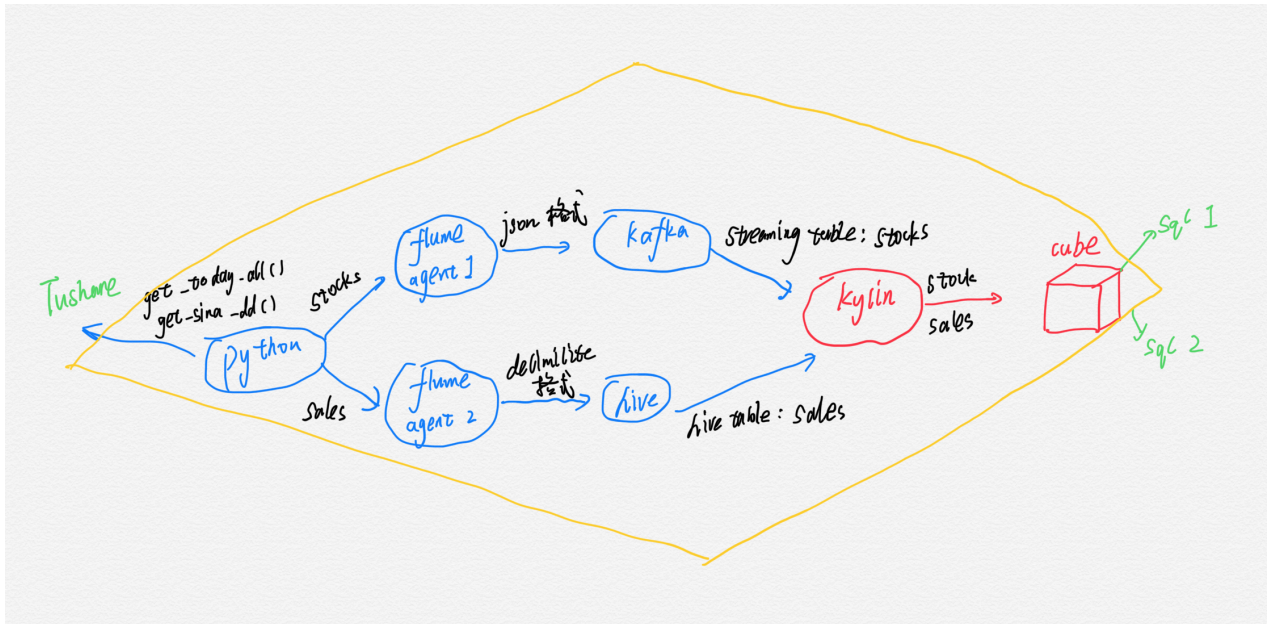 Tushare
get_today_all()
get_sina_dd()
python
stocks
sales
flume
agent 1
flume
agent 2
json 格式
格式
kafka
hive
streaming table: stocks
hive table: sales
kylin
stock
sales
cube
sql 1
sql 2